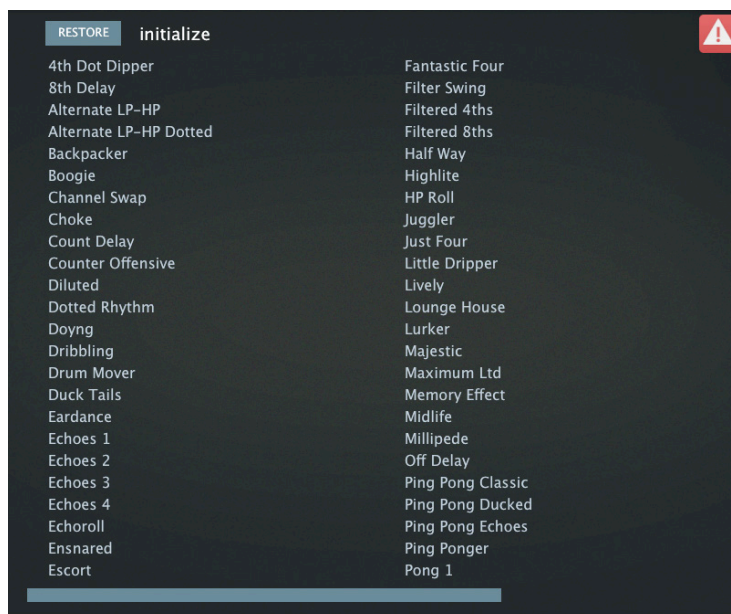 RESTORE initialize
4th Dot Dipper
8th Delay
Alternate LP-HP
Alternate LP-HP Dotted
Backpacker
Boogie
Channel Swap
Choke
Count Delay
Counter Offensive
Diluted
Dotted Rhythm
Doyng
Dribbling
Drum Mover
Duck Tails
Eardance
Echoes 1
Echoes 2
Echoes 3
Echoes 4
Echoroll
Ensnared
Escort
Fantastic Four
Filter Swing
Filtered 4ths
Filtered 8ths
Half Way
Highlite
HP Roll
Juggler
Just Four
Little Dripper
Lively
Lounge House
Lurker
Majestic
Maximum Ltd
Memory Effect
Midlife
Millipede
Off Delay
Ping Pong Classic
Ping Pong Ducked
Ping Pong Echoes
Ping Ponger
Pong 1